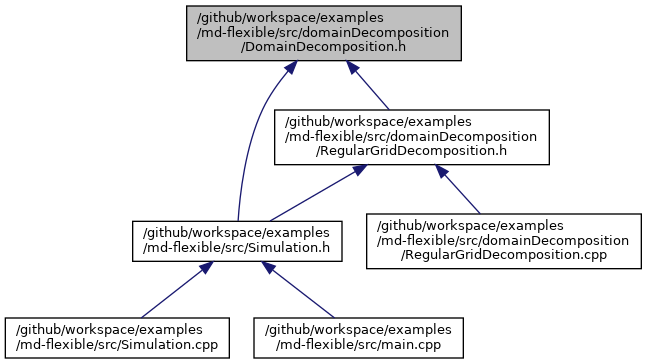 /github/workspace/examples
/md-flexible/src/domainDecomposition
/DomainDecomposition.h
/github/workspace/examples
/md-flexible/src/domainDecomposition
/RegularGridDecomposition.h
/github/workspace/examples
/md-flexible/src/Simulation.h
/github/workspace/examples
/md-flexible/src/domainDecomposition
/RegularGridDecomposition.cpp
/github/workspace/examples
/md-flexible/src/Simulation.cpp
/github/workspace/examples
/md-flexible/src/main.cpp